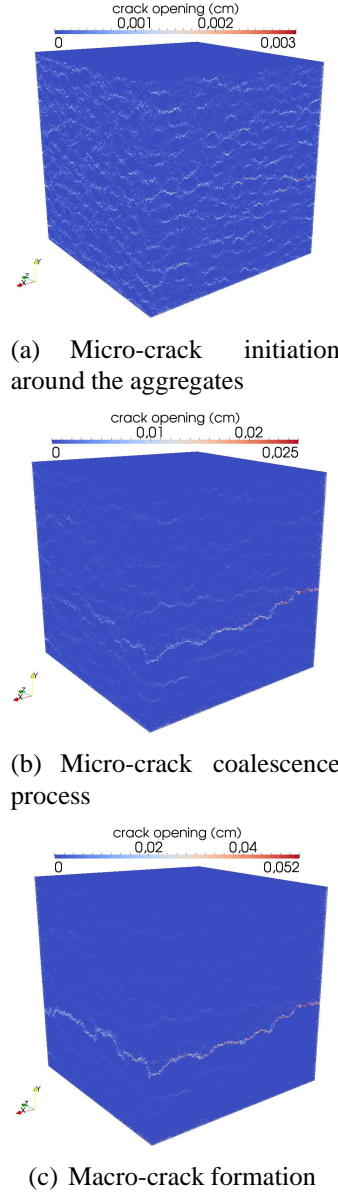 crack opening (cm)
0,001 0,002
0 0,003
Y
Z
X
(a) Micro-crack initiation
around the aggregates
crack opening (cm)
0,01 0,02
0 0,025
Y
Z
X
(b) Micro-crack coalescence
process
crack opening (cm)
0,02 0,04
0 0,052
Y
Z
X
(c) Macro-crack formation